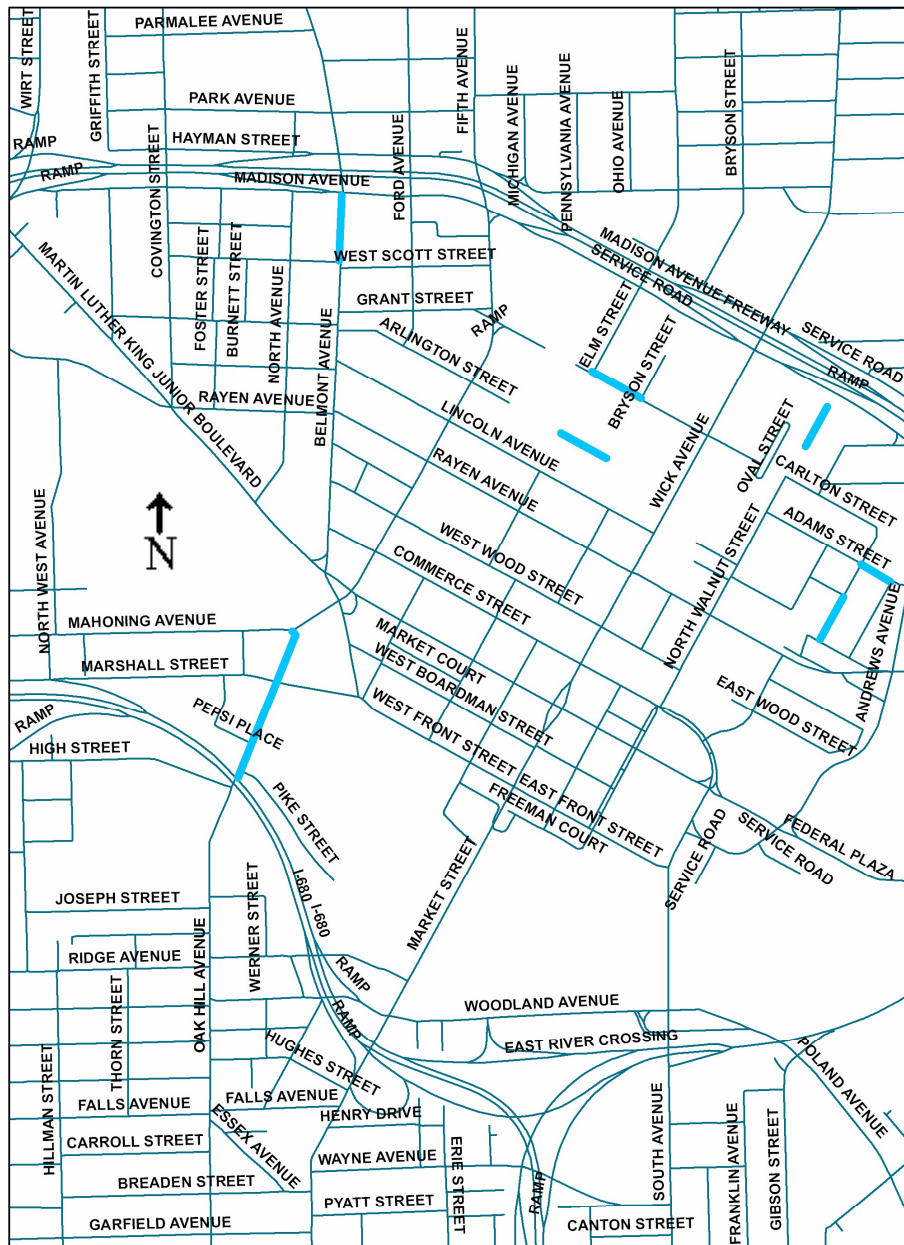 PARMALEE AVENUE
WIRT STREET
GRIFFITH STREET
FIFTH AVENUE
BRYSON STREET
PARK AVENUE
MICHIGAN AVENUE
PENNSYLVANIA AVENUE
OHIO AVENUE
HAYMAN STREET
RAMP
RAMP
MADISON AVENUE
FORD AVENUE
COVINGTON STREET
MARTIN LUTHER KING JUNIOR BOULEVARD
WEST SCOTT STREET
MADISON AVENUE FREEWAY
SERVICE ROAD
SERVICE ROAD
RAMP
FOSTER STREET
BURNETT STREET
NORTH AVENUE
GRANT STREET
RAMP
ARLINGTON STREET
ELM STREET
BRYSON STREET
BELMONT AVENUE
RAYEN AVENUE
LINCOLN AVENUE
RAYEN AVENUE
WICK AVENUE
OVAL STREET
CARLTON STREET
ADAMS STREET
N
NORTH WEST AVENUE
WEST WOOD STREET
COMMERCE STREET
NORTH WALNUT STREET
ANDREWS AVENUE
MAHONING AVENUE
MARSHALL STREET
MARKET COURT
WEST BOARDMAN STREET
WEST FRONT STREET
EAST WOOD STREET
PEPSI PLACE
RAMP
HIGH STREET
PIKE STREET
EAST FRONT STREET
FREEMAN COURT
SERVICE ROAD
SERVICE ROAD
FEDERAL PLAZA
I-680
I-680
MARKET STREET
JOSEPH STREET
WERNER STREET
OAK HILL AVENUE
RIDGE AVENUE
RAMP
RAMP
WOODLAND AVENUE
EAST RIVER CROSSING
POLAND AVENUE
THORN STREET
HUGHES STREET
HILLMAN STREET
FALLS AVENUE
FALLS AVENUE
ESSEX AVENUE
HENRY DRIVE
CARROLL STREET
WAYNE AVENUE
ERIE STREET
RAMP
SOUTH AVENUE
FRANKLIN AVENUE
GIBSON STREET
BREADEN STREET
PYATT STREET
GARFIELD AVENUE
CANTON STREET